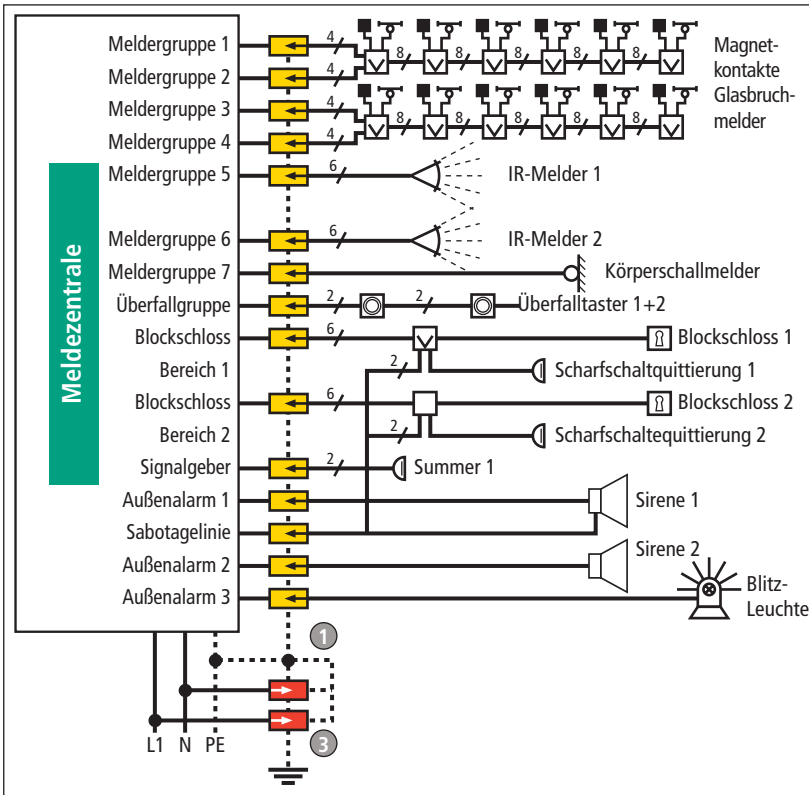 Meldezentrale
Meldergruppe 1 4
Meldergruppe 2 4
8 8 8 8 8
Magnet-
kontakte
Glasbruch-
melder
Meldergruppe 3 4
Meldergruppe 4 4
8 8 8 8 8
Meldergruppe 5 6 IR-Melder 1
Meldergruppe 6 6 IR-Melder 2
Meldergruppe 7 Körperschallmelder
Überfallgruppe 2 2 Überfalltaster 1+2
Blockschloss 6 Blockschloss 1
Bereich 1 2 Scharfschaltquittierung 1
Blockschloss 6 Blockschloss 2
Bereich 2 2 Scharfschaltequittierung 2
Signalgeber 2 Summer 1
Außenalarm 1 Sirene 1
Sabotagelinie
Außenalarm 2 Sirene 2
Außenalarm 3 Blitz-
Leuchte
1
3
L1 N PE